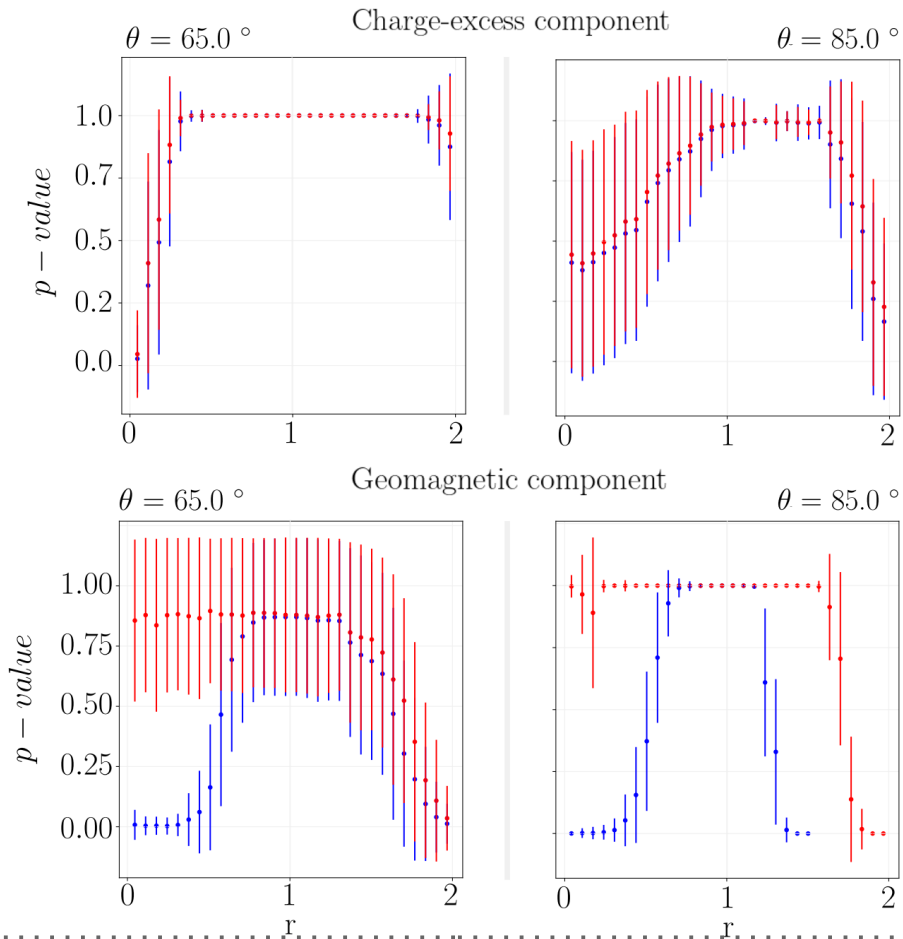 Charge-excess component
θ = 65.0 °
θ = 85.0 °
1.0
0.7
0.5
0.2
0.0
p − value
0 1 2
0 1 2
Geomagnetic component
θ = 65.0 °
θ = 85.0 °
1.00
0.75
0.50
0.25
0.00
p − value
0 1 2
0 1 2
r
r